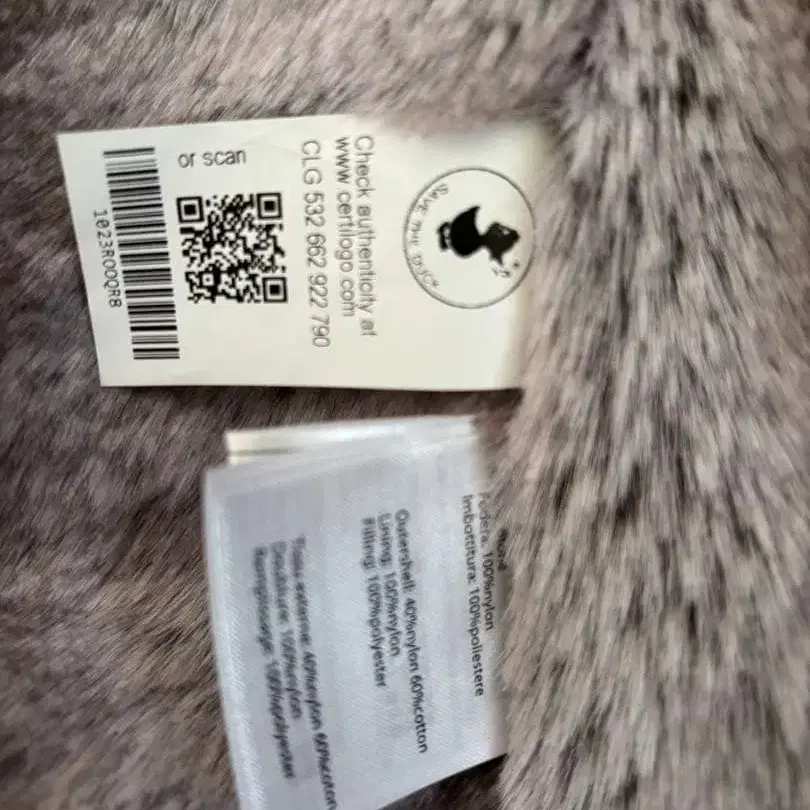 SAVE THE DUCK
Check authenticity at
www.certilogo.com
CLG 532 662 922 790
or scan
1023R00QR8
Fodera: 100%nylon
Imbottitura: 100%poliestere
Outershell: 40%nylon 60%cotton
Lining: 100%nylon
Filling: 100%polyester
Tissu externe: 40%nylon 60%coton
Doublure: 100%nylon
Rempissage: 100%polyester